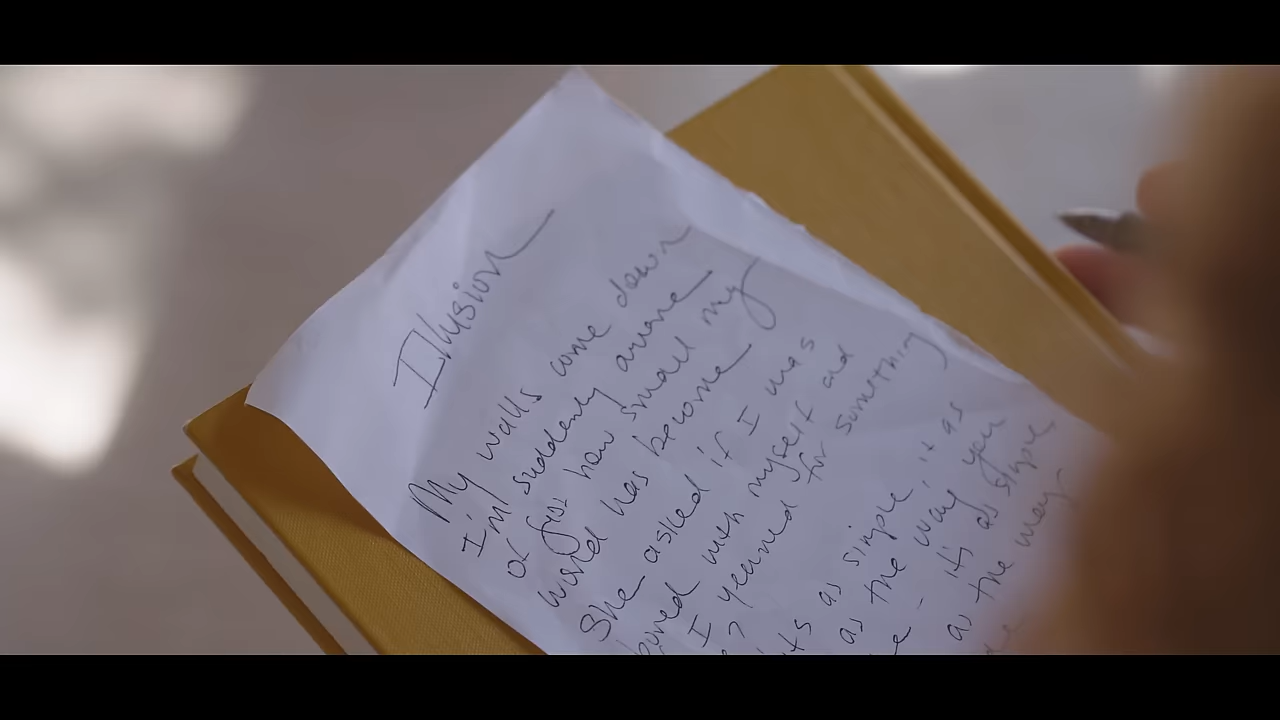 Illusion
My walls come down
I'm suddenly aware
of just how small my
world has become
She asked if I was
bored with myself and
I yearned for something
its as simple, it as
as the way you
- it's as simple
as the way